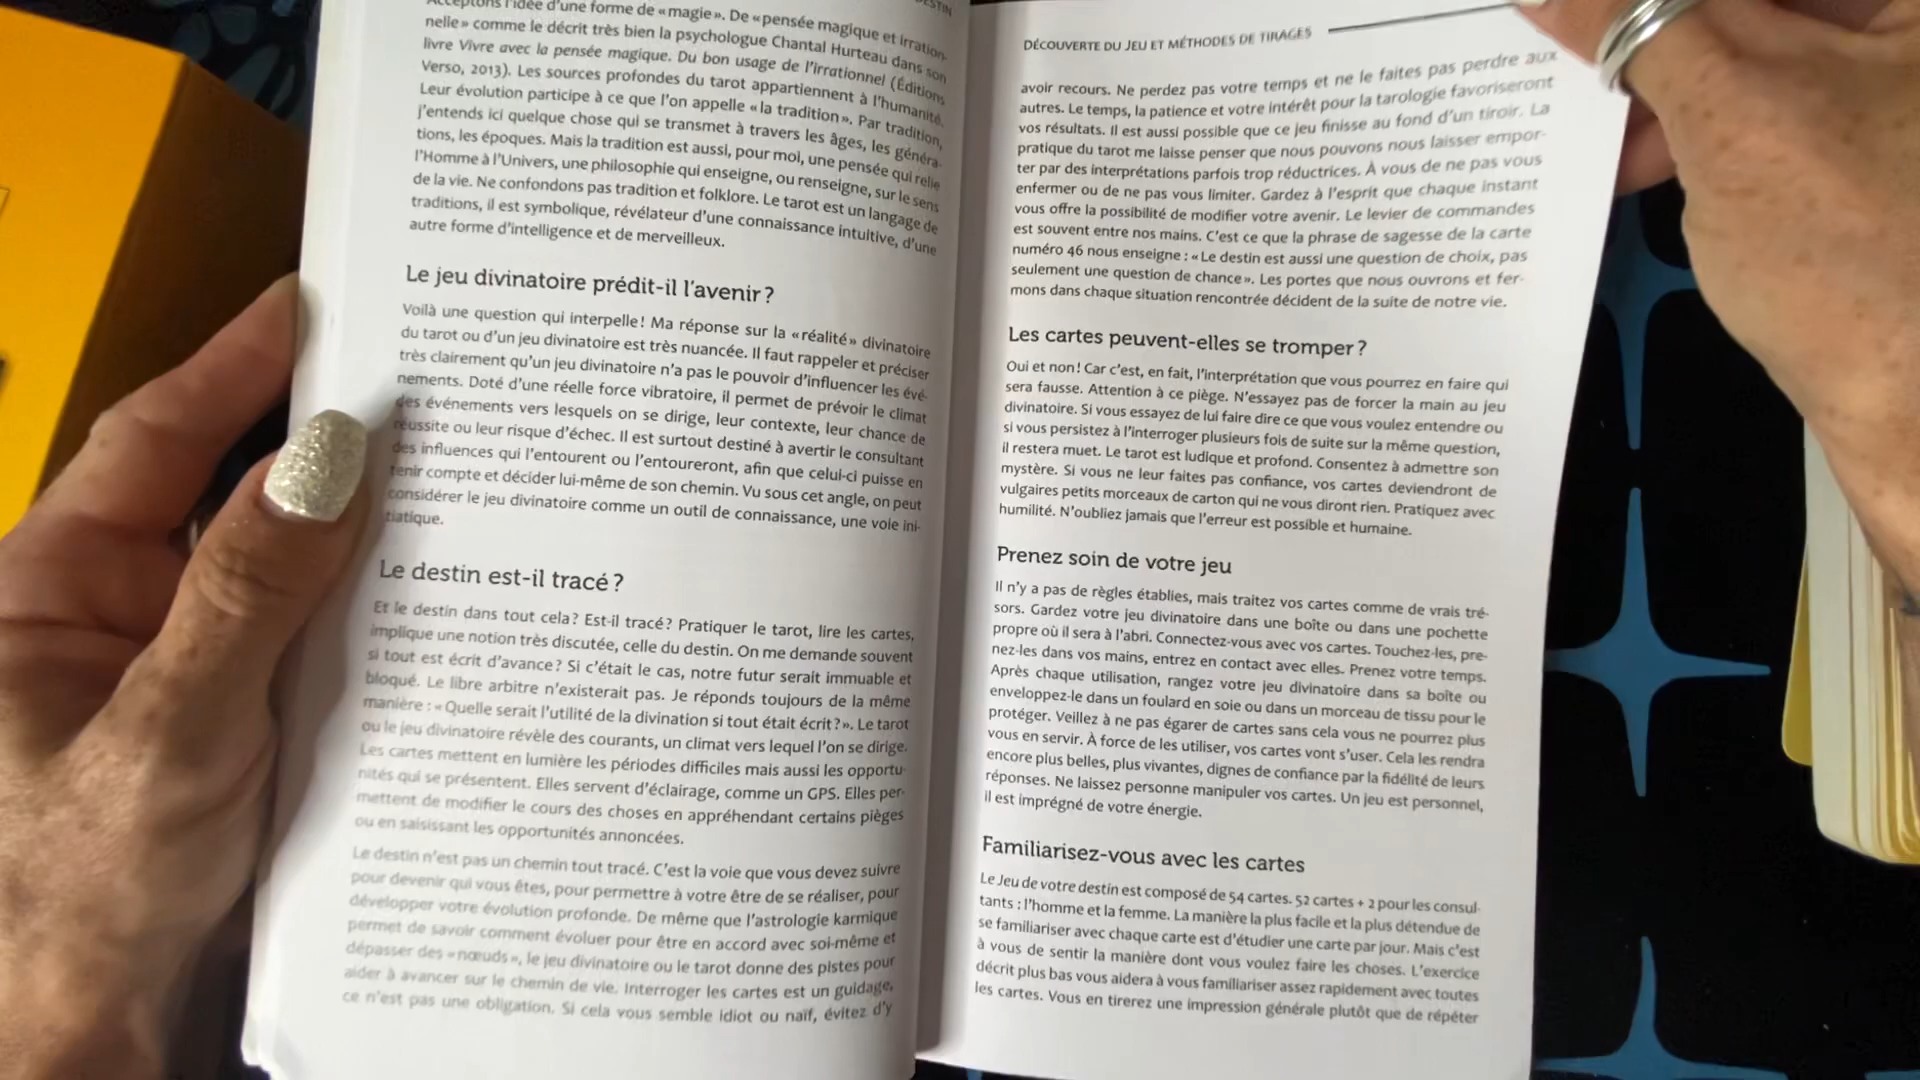 DESTIN
Acceptons l'idée d'une forme de « magie ». De « pensée magique et irration-
nelle » comme le décrit très bien la psychologue Chantal Hurteau dans son
livre Vivre avec la pensée magique. Du bon usage de l'irrationnel (Éditions
Verso, 2013). Les sources profondes du tarot appartiennent à l'humanité.
Leur évolution participe à ce que l'on appelle « la tradition ». Par tradition,
j'entends ici quelque chose qui se transmet à travers les âges, les généra-
tions, les époques. Mais la tradition est aussi, pour moi, une pensée qui relie
l'Homme à l'Univers, une philosophie qui enseigne, ou renseigne, sur le sens
de la vie. Ne confondons pas tradition et folklore. Le tarot est un langage de
traditions, il est symbolique, révélateur d'une connaissance intuitive, d'une
autre forme d'intelligence et de merveilleux.
Le jeu divinatoire prédit-il l'avenir ?
Voilà une question qui interpelle ! Ma réponse sur la « réalité » divinatoire
du tarot ou d'un jeu divinatoire est très nuancée. Il faut rappeler et préciser
très clairement qu'un jeu divinatoire n'a pas le pouvoir d'influencer les évé-
nements. Doté d'une réelle force vibratoire, il permet de prévoir le climat
des événements vers lesquels on se dirige, leur contexte, leur chance de
réussite ou leur risque d'échec. Il est surtout destiné à avertir le consultant
des influences qui l'entourent ou l'entoureront, afin que celui-ci puisse en
tenir compte et décider lui-même de son chemin. Vu sous cet angle, on peut
considérer le jeu divinatoire comme un outil de connaissance, une voie ini-
tiatique.
Le destin est-il tracé ?
Et le destin dans tout cela ? Est-il tracé ? Pratiquer le tarot, lire les cartes,
implique une notion très discutée, celle du destin. On me demande souvent
si tout est écrit d'avance ? Si c'était le cas, notre futur serait immuable et
bloqué. Le libre arbitre n'existerait pas. Je réponds toujours de la même
manière : « Quelle serait l'utilité de la divination si tout était écrit ? ». Le tarot
ou le jeu divinatoire révèle des courants, un climat vers lequel l'on se dirige.
Les cartes mettent en lumière les périodes difficiles mais aussi les opportu-
nités qui se présentent. Elles servent d'éclairage, comme un GPS. Elles per-
mettent de modifier le cours des choses en appréhendant certains pièges
ou en saisissant les opportunités annoncées.
Le destin n'est pas un chemin tout tracé. C'est la voie que vous devez suivre
pour devenir qui vous êtes, pour permettre à votre être de se réaliser, pour
développer votre évolution profonde. De même que l'astrologie karmique
permet de savoir comment évoluer pour être en accord avec soi-même et
dépasser des « nœuds », le jeu divinatoire ou le tarot donne des pistes pour
aider à avancer sur le chemin de vie. Interroger les cartes est un guidage,
ce n'est pas une obligation. Si cela vous semble idiot ou naïf, évitez d'y
DÉCOUVERTE DU JEU ET MÉTHODES DE TIRAGES
avoir recours. Ne perdez pas votre temps et ne le faites pas perdre aux
autres. Le temps, la patience et votre intérêt pour la tarologie favoriseront
vos résultats. Il est aussi possible que ce jeu finisse au fond d'un tiroir. La
pratique du tarot me laisse penser que nous pouvons nous laisser empor-
ter par des interprétations parfois trop réductrices. À vous de ne pas vous
enfermer ou de ne pas vous limiter. Gardez à l'esprit que chaque instant
vous offre la possibilité de modifier votre avenir. Le levier de commandes
est souvent entre nos mains. C'est ce que la phrase de sagesse de la carte
numéro 46 nous enseigne : « Le destin est aussi une question de choix, pas
seulement une question de chance ». Les portes que nous ouvrons et fer-
mons dans chaque situation rencontrée décident de la suite de notre vie.
Les cartes peuvent-elles se tromper ?
Oui et non ! Car c'est, en fait, l'interprétation que vous pourrez en faire qui
sera fausse. Attention à ce piège. N'essayez pas de forcer la main au jeu
divinatoire. Si vous essayez de lui faire dire ce que vous voulez entendre ou
si vous persistez à l'interroger plusieurs fois de suite sur la même question,
il restera muet. Le tarot est ludique et profond. Consentez à admettre son
mystère. Si vous ne leur faites pas confiance, vos cartes deviendront de
vulgaires petits morceaux de carton qui ne vous diront rien. Pratiquez avec
humilité. N'oubliez jamais que l'erreur est possible et humaine.
Prenez soin de votre jeu
Il n'y a pas de règles établies, mais traitez vos cartes comme de vrais tré-
sors. Gardez votre jeu divinatoire dans une boîte ou dans une pochette
propre où il sera à l'abri. Connectez-vous avec vos cartes. Touchez-les, pre-
nez-les dans vos mains, entrez en contact avec elles. Prenez votre temps.
Après chaque utilisation, rangez votre jeu divinatoire dans sa boîte ou
enveloppez-le dans un foulard en soie ou dans un morceau de tissu pour le
protéger. Veillez à ne pas égarer de cartes sans cela vous ne pourrez plus
vous en servir. À force de les utiliser, vos cartes vont s'user. Cela les rendra
encore plus belles, plus vivantes, dignes de confiance par la fidélité de leurs
réponses. Ne laissez personne manipuler vos cartes. Un jeu est personnel,
il est imprégné de votre énergie.
Familiarisez-vous avec les cartes
Le Jeu de votre destin est composé de 54 cartes. 52 cartes + 2 pour les consul-
tants : l'homme et la femme. La manière la plus facile et la plus détendue de
se familiariser avec chaque carte est d'étudier une carte par jour. Mais c'est
à vous de sentir la manière dont vous voulez faire les choses. L'exercice
décrit plus bas vous aidera à vous familiariser assez rapidement avec toutes
les cartes. Vous en tirerez une impression générale plutôt que de répéter